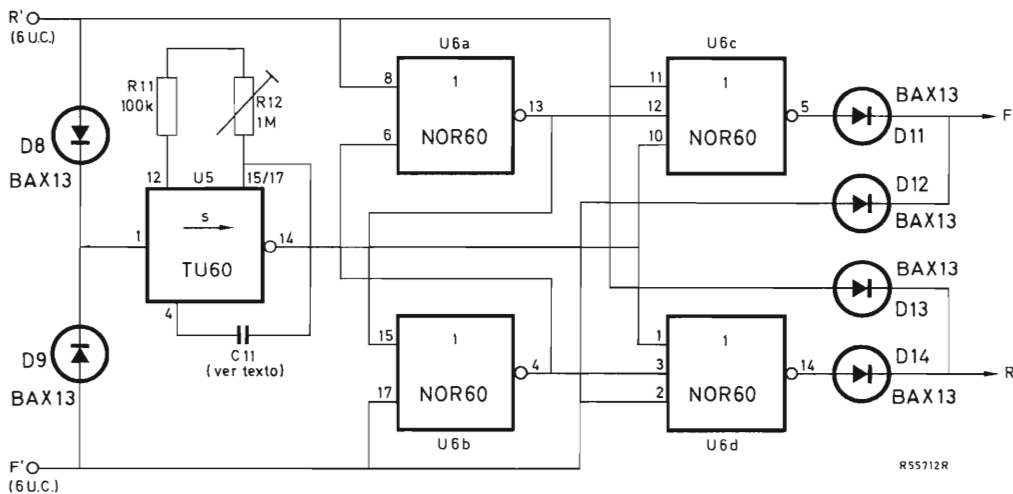 R'
(6 U.C.)
D8
BAX13
R11
100k
R12
1M
12
U5
15/17
1
s
14
TU60
4
C11
(ver texto)
D9
BAX13
F'
(6 U.C.)
U6a
8
1
13
6
NOR60
U6c
11
1
12
5
10
NOR60
BAX13
D11
F
D12
BAX13
BAX13
D13
15
1
4
17
NOR60
U6b
1
1
3
14
2
NOR60
U6d
D14
BAX13
R
R55712R